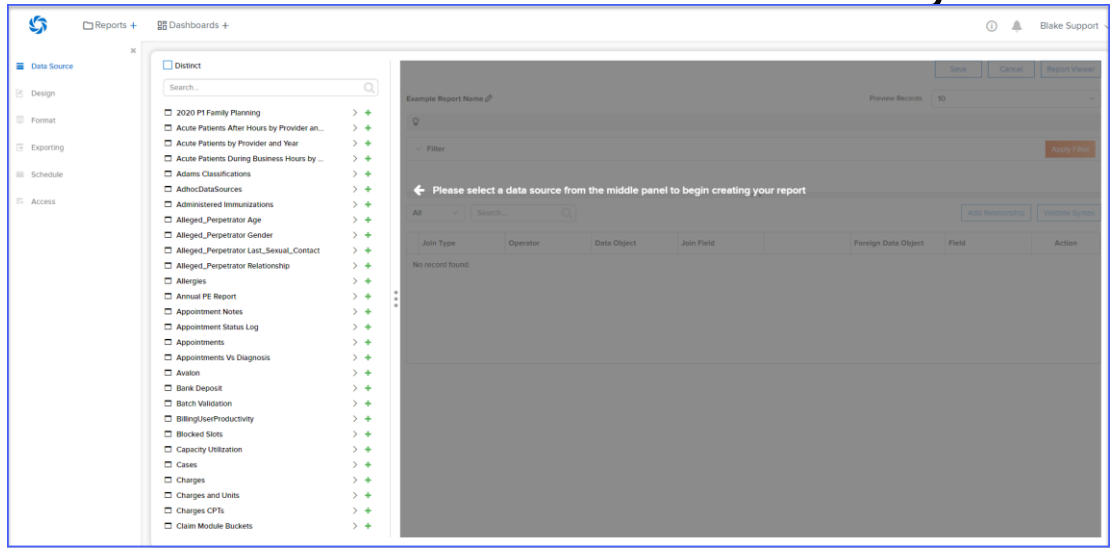 Reports +
Dashboards +
Blake Support
Data Source
Design
Format
Exporting
Schedule
Access
Distinct
Search...
2020 P1 Family Planning
Acute Patients After Hours by Provider an...
Acute Patients by Provider and Year
Acute Patients During Business Hours by ...
Adams Classifications
AdhocDataSources
Administered Immunizations
Alleged_Perpetrator Age
Alleged_Perpetrator Gender
Alleged_Perpetrator Last_Sexual_Contact
Alleged_Perpetrator Relationship
Allergies
Annual PE Report
Appointment Notes
Appointment Status Log
Appointments
Appointments Vs Diagnosis
Avalon
Bank Deposit
Batch Validation
BillingUserProductivity
Blocked Slots
Capacity Utilization
Cases
Charges
Charges and Units
Charges CPTs
Claim Module Buckets
Save Cancel Report Viewer
Example Report Name Preview Records 10
Filter
Apply Filter
Please select a data source from the middle panel to begin creating your report
All Search... Add Relationship Validate Syntax
Join Type Operator Data Object Join Field Foreign Data Object Field Action
No record found.